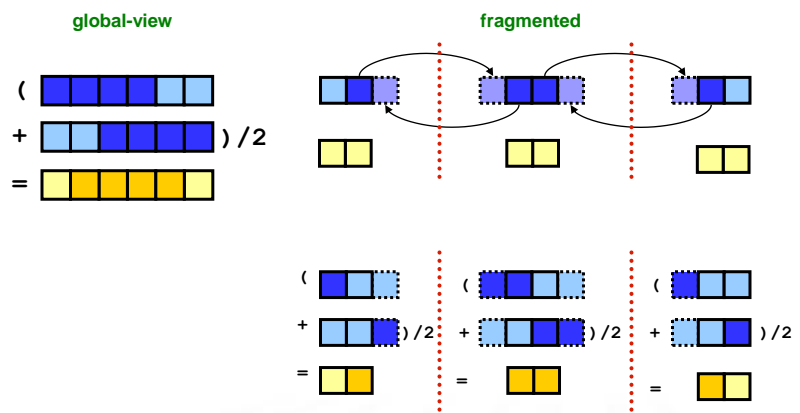 global-view
fragmented
(
+ )/2
=
( ( (
+ )/2 + )/2 + )/2
= = =